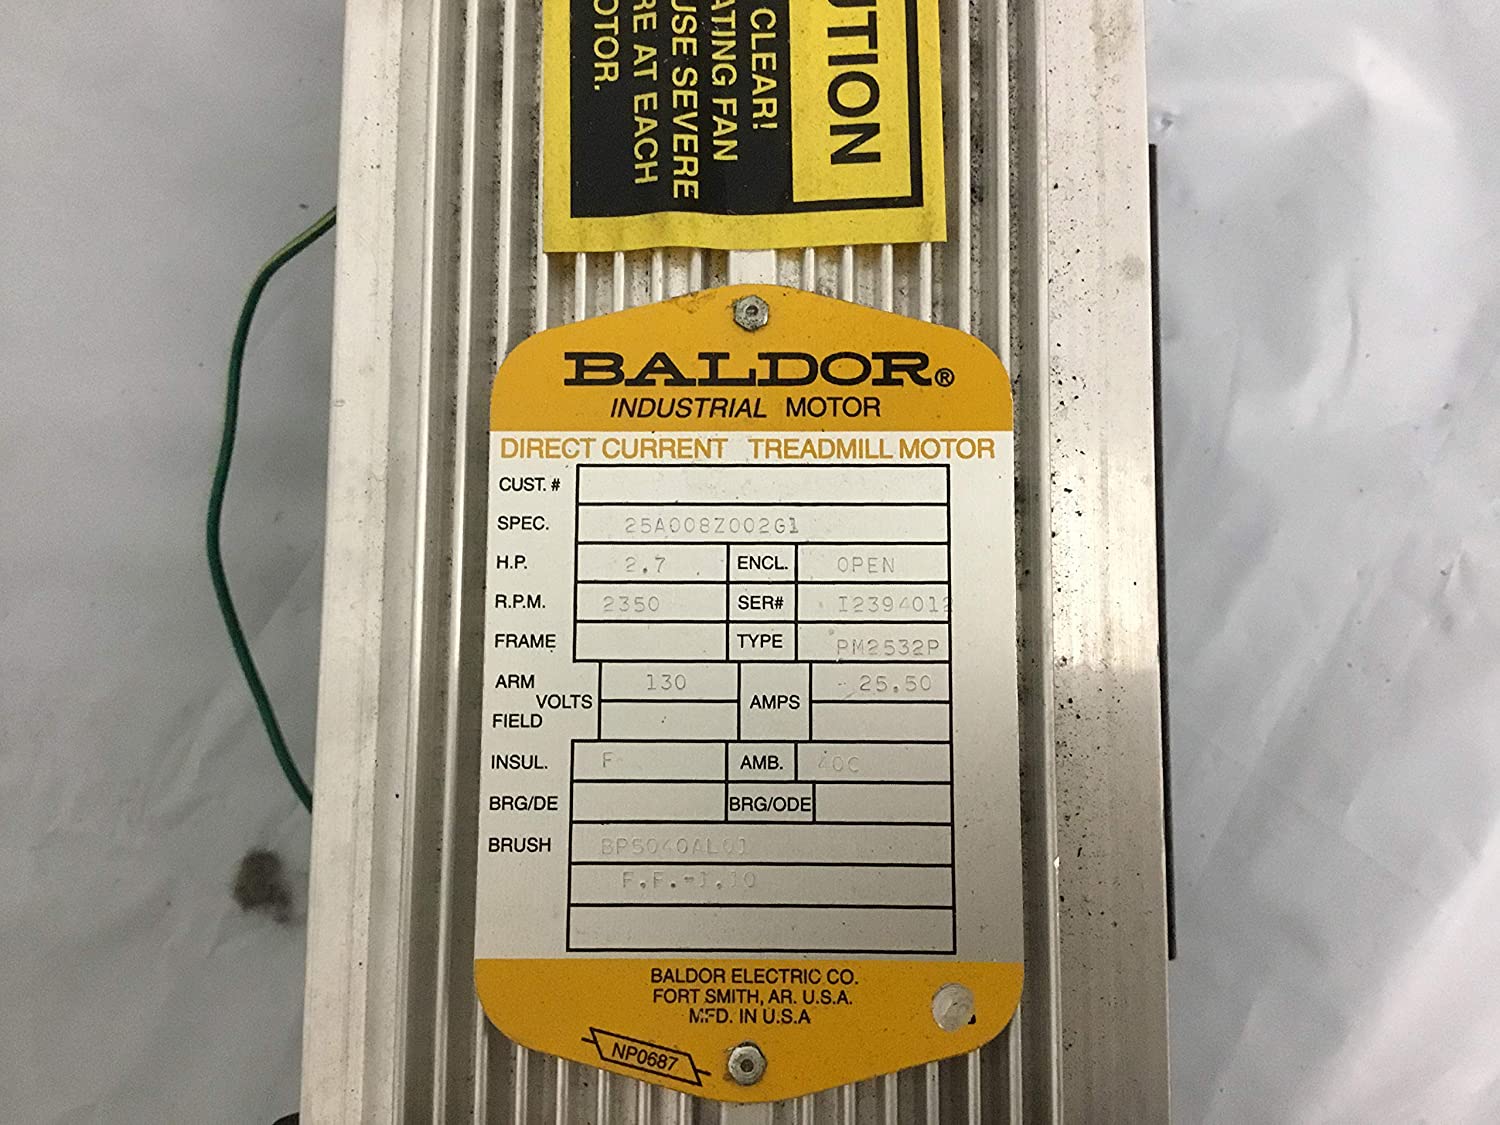 UTION
CLEAR!
ATING FAN
USE SEVERE
RE AT EACH
OTOR.
BALDOR®
INDUSTRIAL MOTOR
DIRECT CURRENT TREADMILL MOTOR
CUST. #
SPEC. 25A008Z002G1
H.P. 2.7 ENCL. OPEN
R.P.M. 2350 SER# I2394012
FRAME TYPE PM2532P
ARM 130 25.50
VOLTS AMPS
FIELD
INSUL. F AMB. 40C
BRG/DE BRG/ODE
BRUSH BP5040AL01
F.F.-1.10
BALDOR ELECTRIC CO.
FORT SMITH, AR. U.S.A.
MFD. IN U.S.A
NP0687